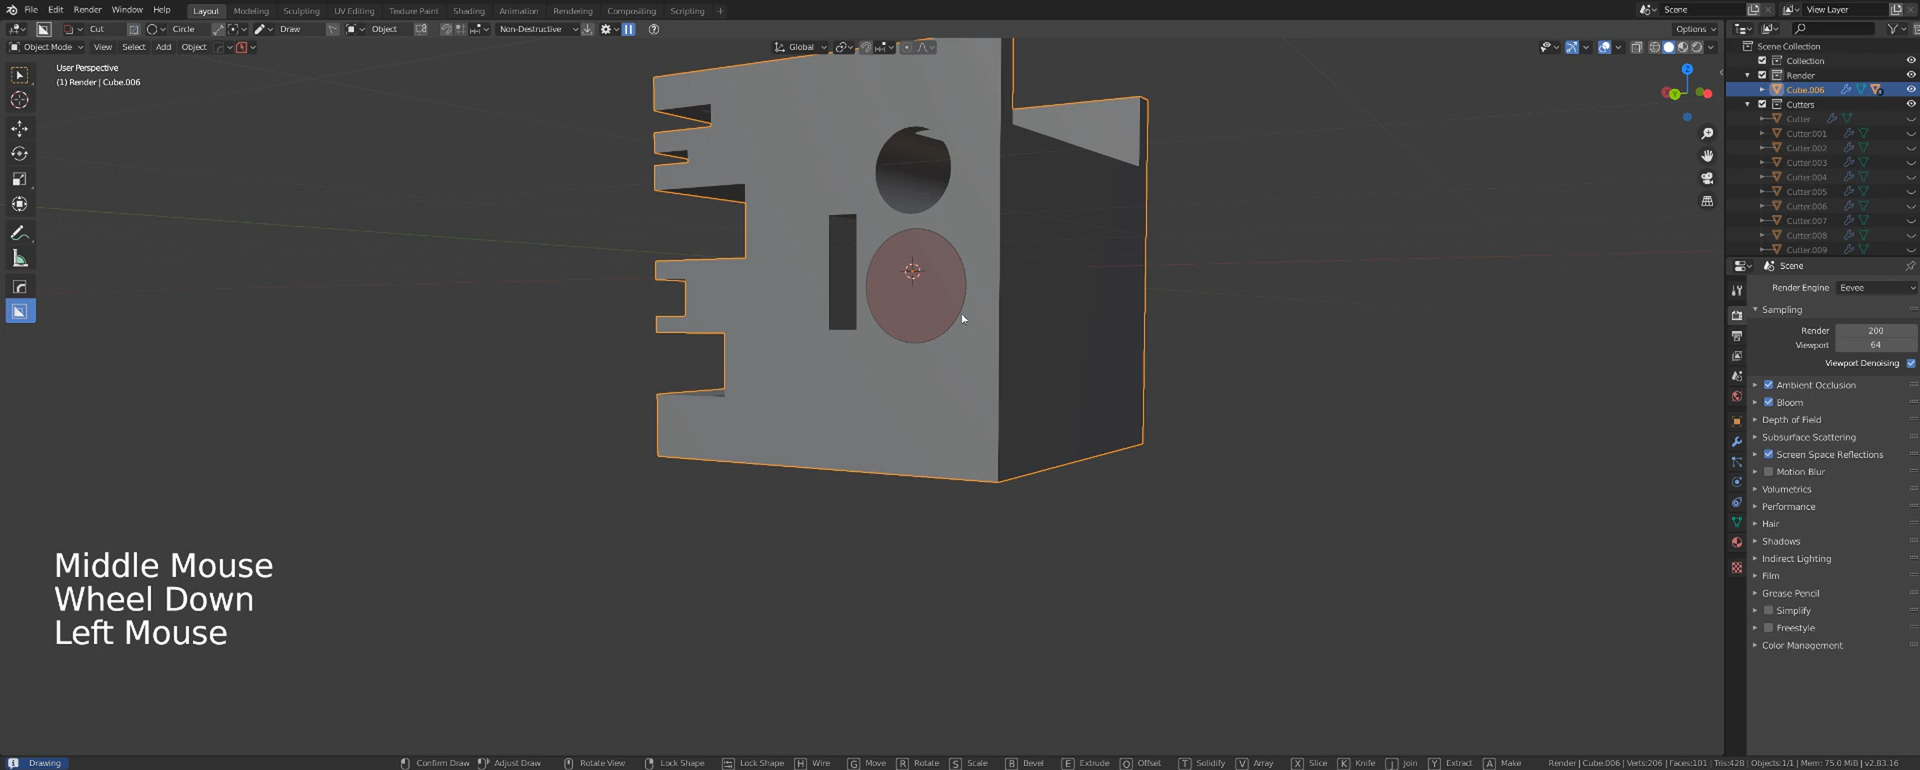 File Edit Render Window Help Layout Modeling Sculpting UV Editing Texture Paint Shading Animation Rendering Compositing Scripting + Scene View Layer
Cut Circle Draw Object Non-Destructive Options
Object Mode View Select Add Object Global
User Perspective
(1) Render | Cube.006
Scene Collection
Collection
Render
Cube.006
Cutters
Cutter
Cutter.001
Cutter.002
Cutter.003
Cutter.004
Cutter.005
Cutter.006
Cutter.007
Cutter.008
Cutter.009
Scene
Render Engine Eevee
Sampling
Render 200
Viewport 64
Viewport Denoising
Ambient Occlusion
Bloom
Depth of Field
Subsurface Scattering
Screen Space Reflections
Motion Blur
Volumetrics
Performance
Hair
Shadows
Indirect Lighting
Film
Grease Pencil
Simplify
Freestyle
Color Management
Middle Mouse
Wheel Down
Left Mouse
Drawing Confirm Draw Adjust Draw Rotate View Lock Shape Lock Shape H Wire G Move R Rotate S Scale B Bevel E Extrude O Offset T Solidify V Array X Slice K Knife J Join Y Extract A Make Render | Cube.006 | Verts:206 | Faces:101 | Tris:428 | Objects:1/1 | Mem: 75.0 MiB | v2.83.16